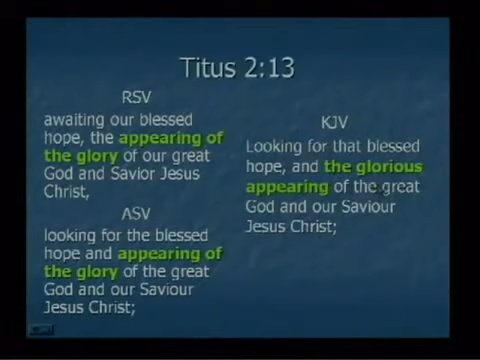 Titus 2:13
RSV
awaiting our blessed
hope, the appearing of
the glory of our great
God and Savior Jesus
Christ,
ASV
looking for the blessed
hope and appearing of
the glory of the great
God and our Saviour
Jesus Christ;
KJV
Looking for that blessed
hope, and the glorious
appearing of the great
God and our Saviour
Jesus Christ;